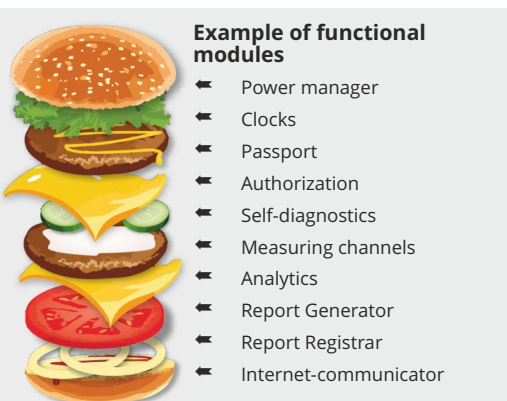 Example of functional
modules
Power manager
Clocks
Passport
Authorization
Self-diagnostics
Measuring channels
Analytics
Report Generator
Report Registrar
Internet-communicator